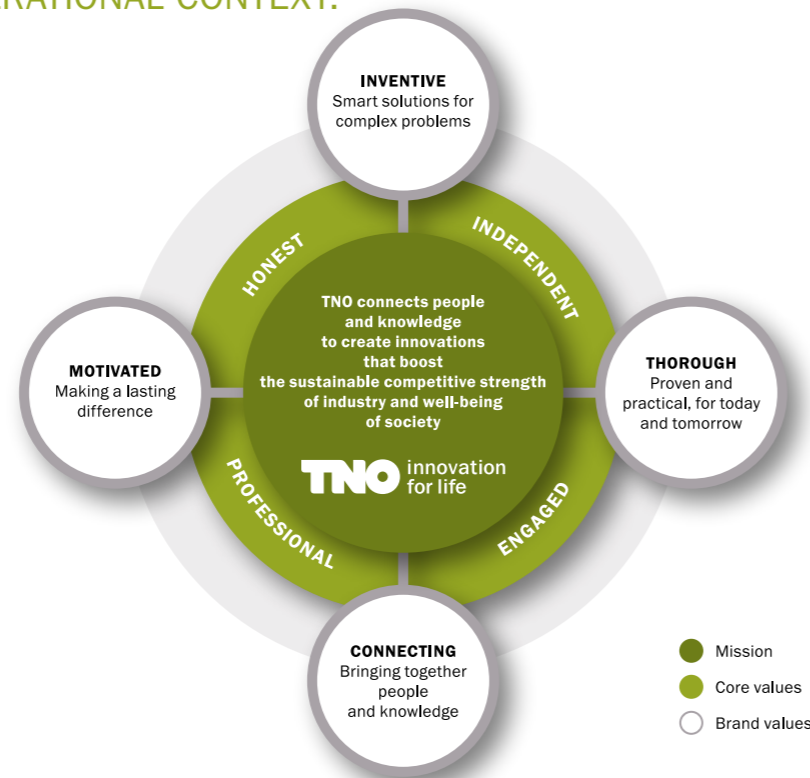 ERATIONAL CONTEXT.
INVENTIVE
Smart solutions for
complex problems
HONEST
INDEPENDENT
TNO connects people
and knowledge
to create innovations
that boost
the sustainable competitive strength
of industry and well-being
of society
TNO innovation
for life
MOTIVATED
Making a lasting
difference
THOROUGH
Proven and
practical, for today
and tomorrow
PROFESSIONAL
ENGAGED
CONNECTING
Bringing together
people
and knowledge
Mission
Core values
Brand values